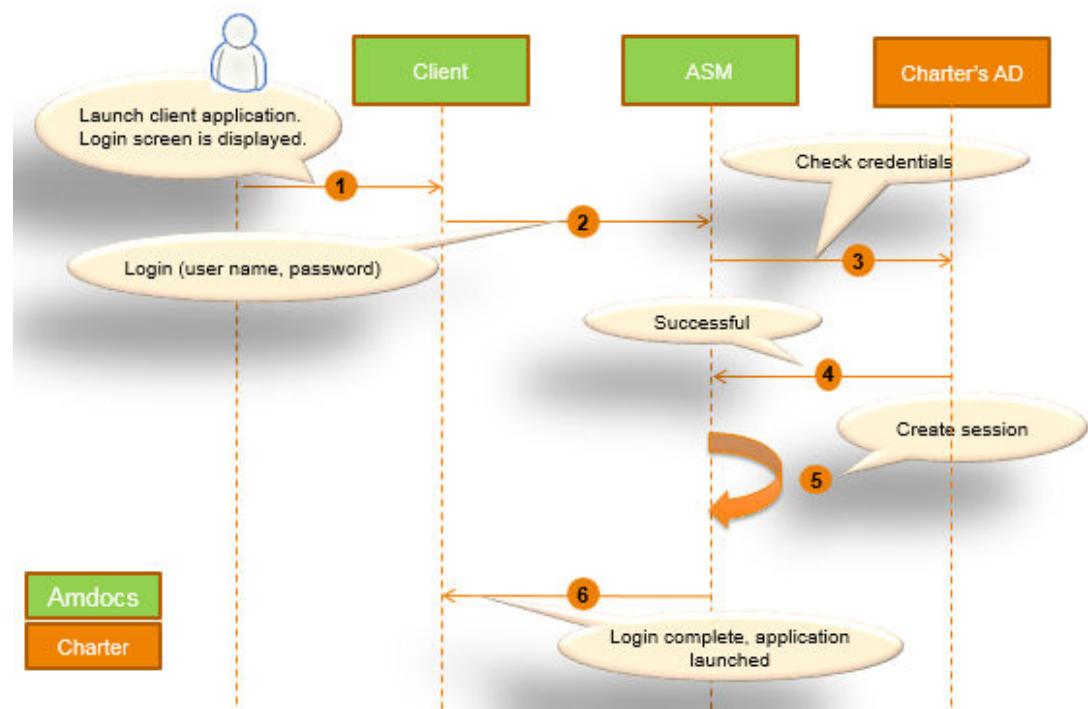 Client
ASM
Charter's AD
Launch client application.
Login screen is displayed.
Check credentials
1
2
Login (user name, password)
3
Successful
4
Create session
5
Amdocs
6
Charter
Login complete, application
launched